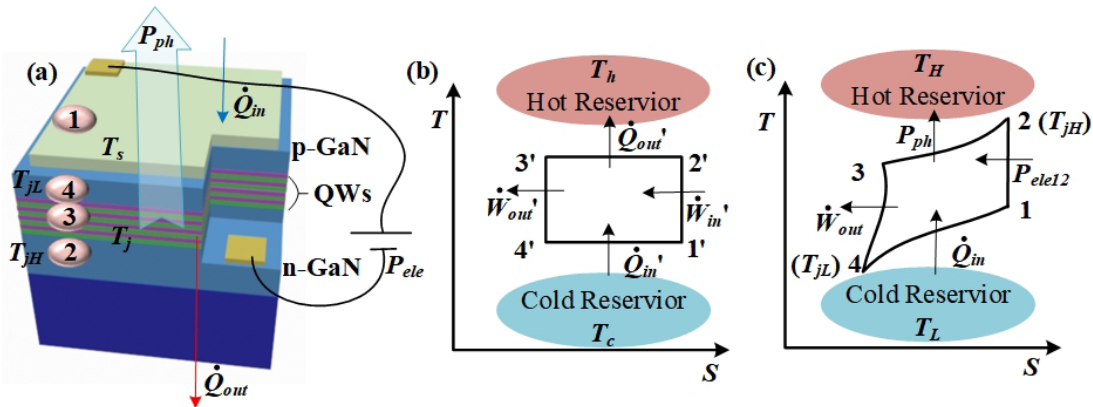 (a)
P_ph
Q̇_in
1
T_s
p-GaN
T_jL
4
QWs
3
T_j
T_jH
2
n-GaN
P_ele
Q̇_out
(b)
T_h
Hot Reservior
T
Q̇_out'
3'
2'
Ẇ_out'
Ẇ_in'
4'
1'
Q̇_in'
Cold Reservior
T_c
S
(c)
T_H
Hot Reservior
T
P_ph
2 (T_jH)
3
P_ele12
Ẇ_out
1
Q̇_in
(T_jL) 4
Cold Reservior
T_L
S